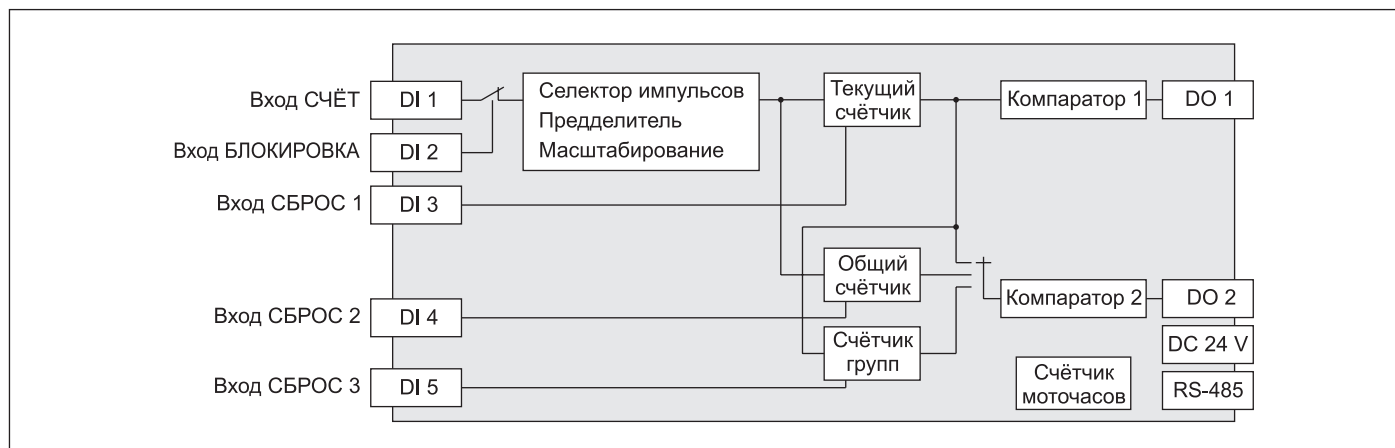 Вход СЧЁТ
DI 1
Селектор импульсов
Предделитель
Масштабирование
Текущий
счётчик
Компаратор 1
DO 1
Вход БЛОКИРОВКА
DI 2
Вход СБРОС 1
DI 3
Общий
счётчик
Компаратор 2
DO 2
Вход СБРОС 2
DI 4
Счётчик
групп
DC 24 V
Вход СБРОС 3
DI 5
Счётчик
моточасов
RS-485